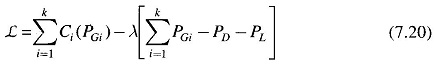 ℒ = ∑_{i=1}^{k} C_i (P_{Gi}) − λ [ ∑_{i=1}^{k} P_{Gi} − P_D − P_L ] (7.20)